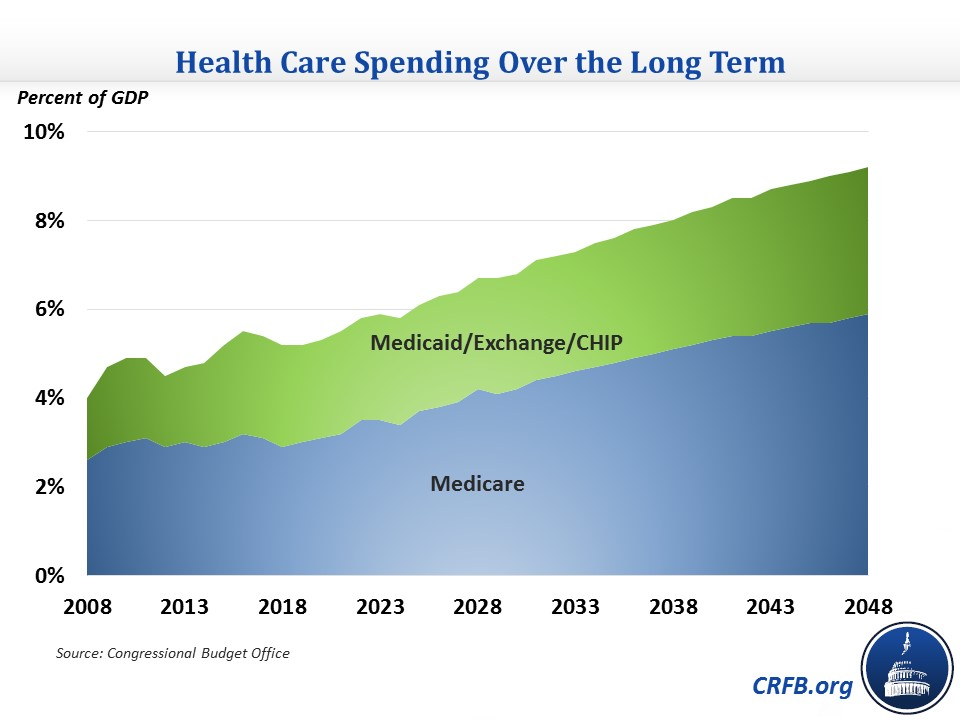 Health Care Spending Over the Long Term
Percent of GDP
10%
8%
6%
4%
2%
0%
Medicaid/Exchange/CHIP
Medicare
2008 2013 2018 2023 2028 2033 2038 2043 2048
Source: Congressional Budget Office
CRFB.org